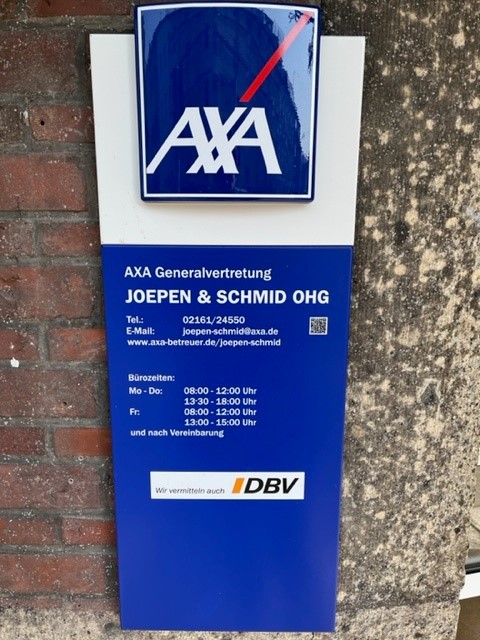 AXA
AXA Generalvertretung
JOEPEN & SCHMID OHG
Tel.: 02161/24550
E-Mail: joepen-schmid@axa.de
www.axa-betreuer.de/joepen-schmid
Bürozeiten:
Mo - Do: 08:00 - 12:00 Uhr
13:30 - 18:00 Uhr
Fr: 08:00 - 12:00 Uhr
13:00 - 15:00 Uhr
und nach Vereinbarung
Wir vermitteln auch DBV